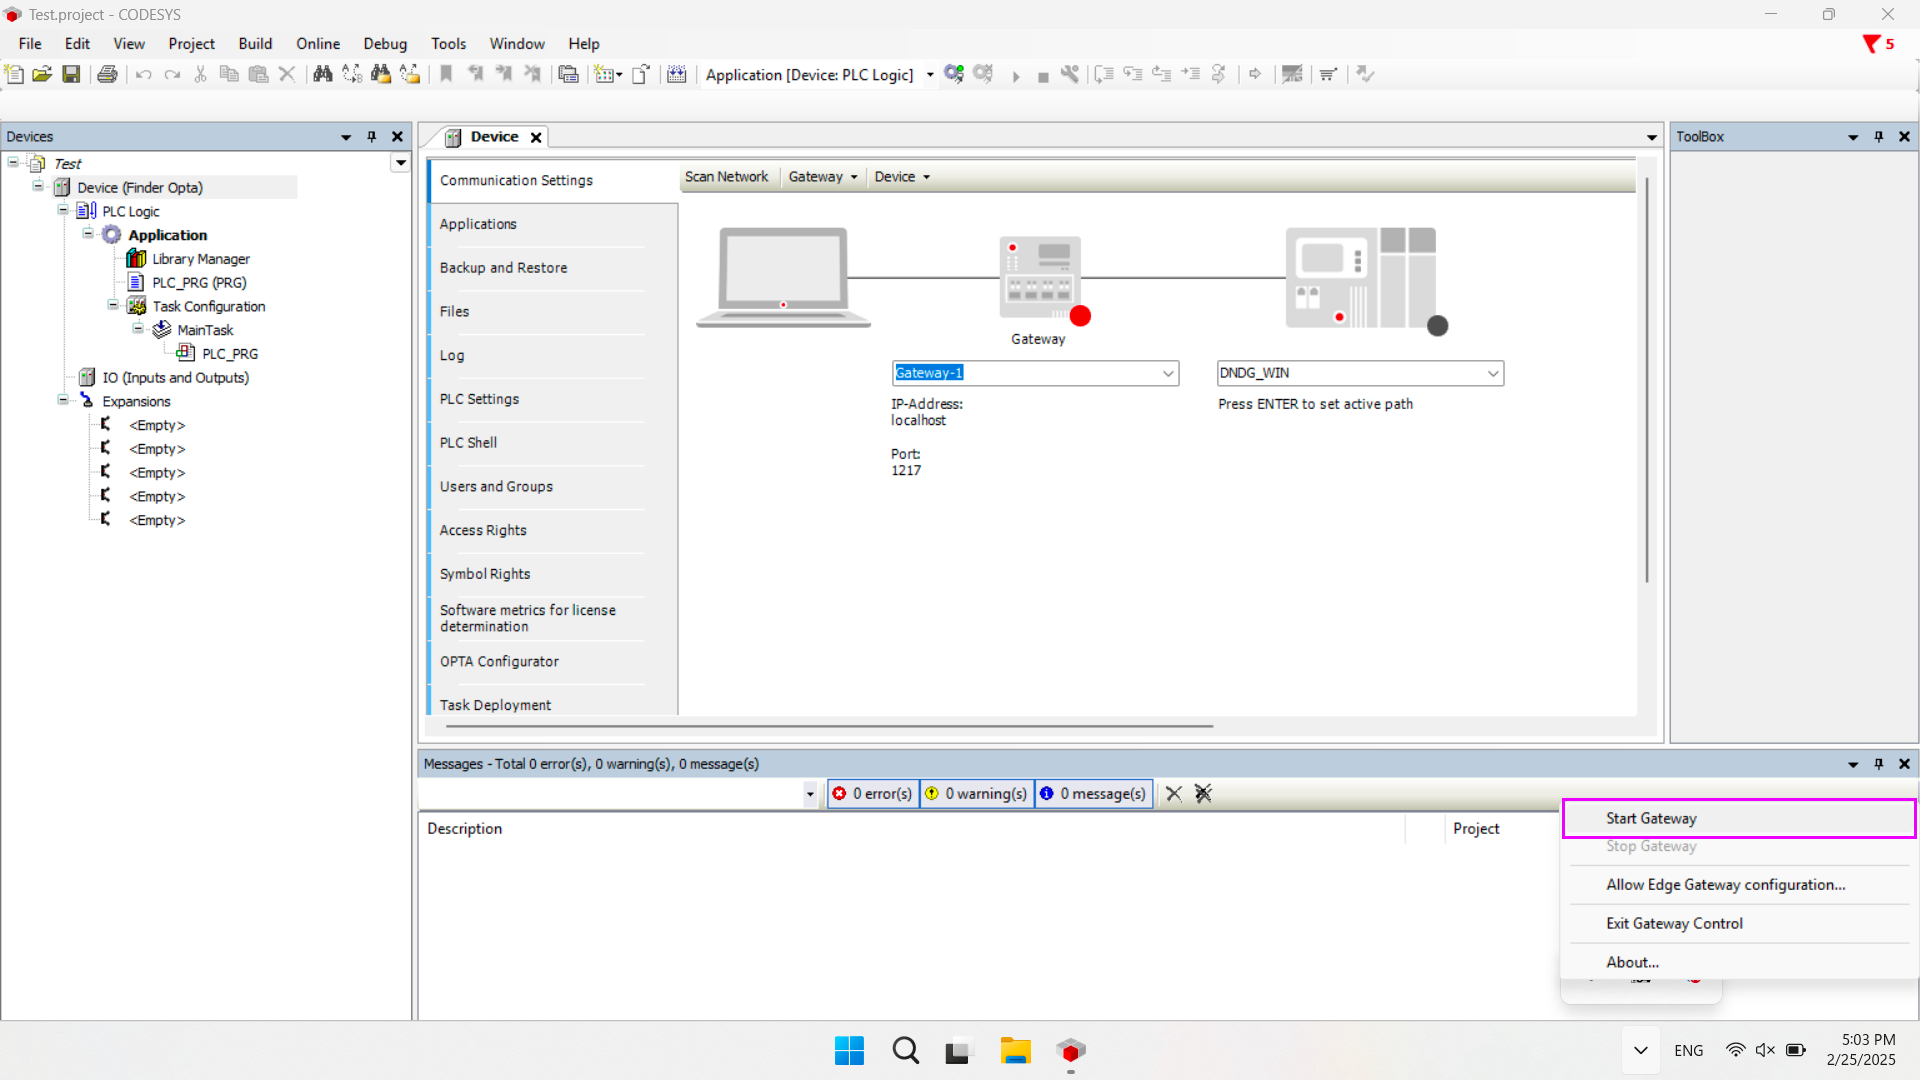 Test.project - CODESYS
File Edit View Project Build Online Debug Tools Window Help
5
Application [Device: PLC Logic]
Devices
Test
Device (Finder Opta)
PLC Logic
Application
Library Manager
PLC_PRG (PRG)
Task Configuration
MainTask
PLC_PRG
IO (Inputs and Outputs)
Expansions
<Empty>
<Empty>
<Empty>
<Empty>
<Empty>
Device
Communication Settings
Applications
Backup and Restore
Files
Log
PLC Settings
PLC Shell
Users and Groups
Access Rights
Symbol Rights
Software metrics for license
determination
OPTA Configurator
Task Deployment
Scan Network Gateway Device
Gateway
Gateway-1
IP-Address:
localhost
Port:
1217
DNDG_WIN
Press ENTER to set active path
ToolBox
Messages - Total 0 error(s), 0 warning(s), 0 message(s)
0 error(s) 0 warning(s) 0 message(s)
Description Project
Start Gateway
Stop Gateway
Allow Edge Gateway configuration...
Exit Gateway Control
About...
ENG
5:03 PM
2/25/2025